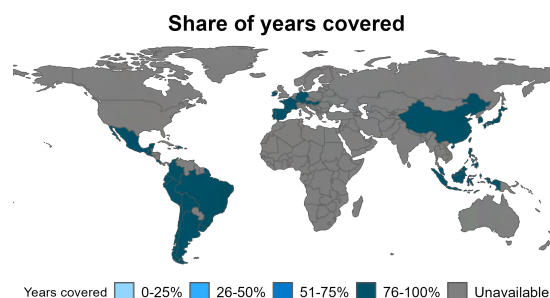 Share of years covered
Years covered 0-25% 26-50% 51-75% 76-100% Unavailable